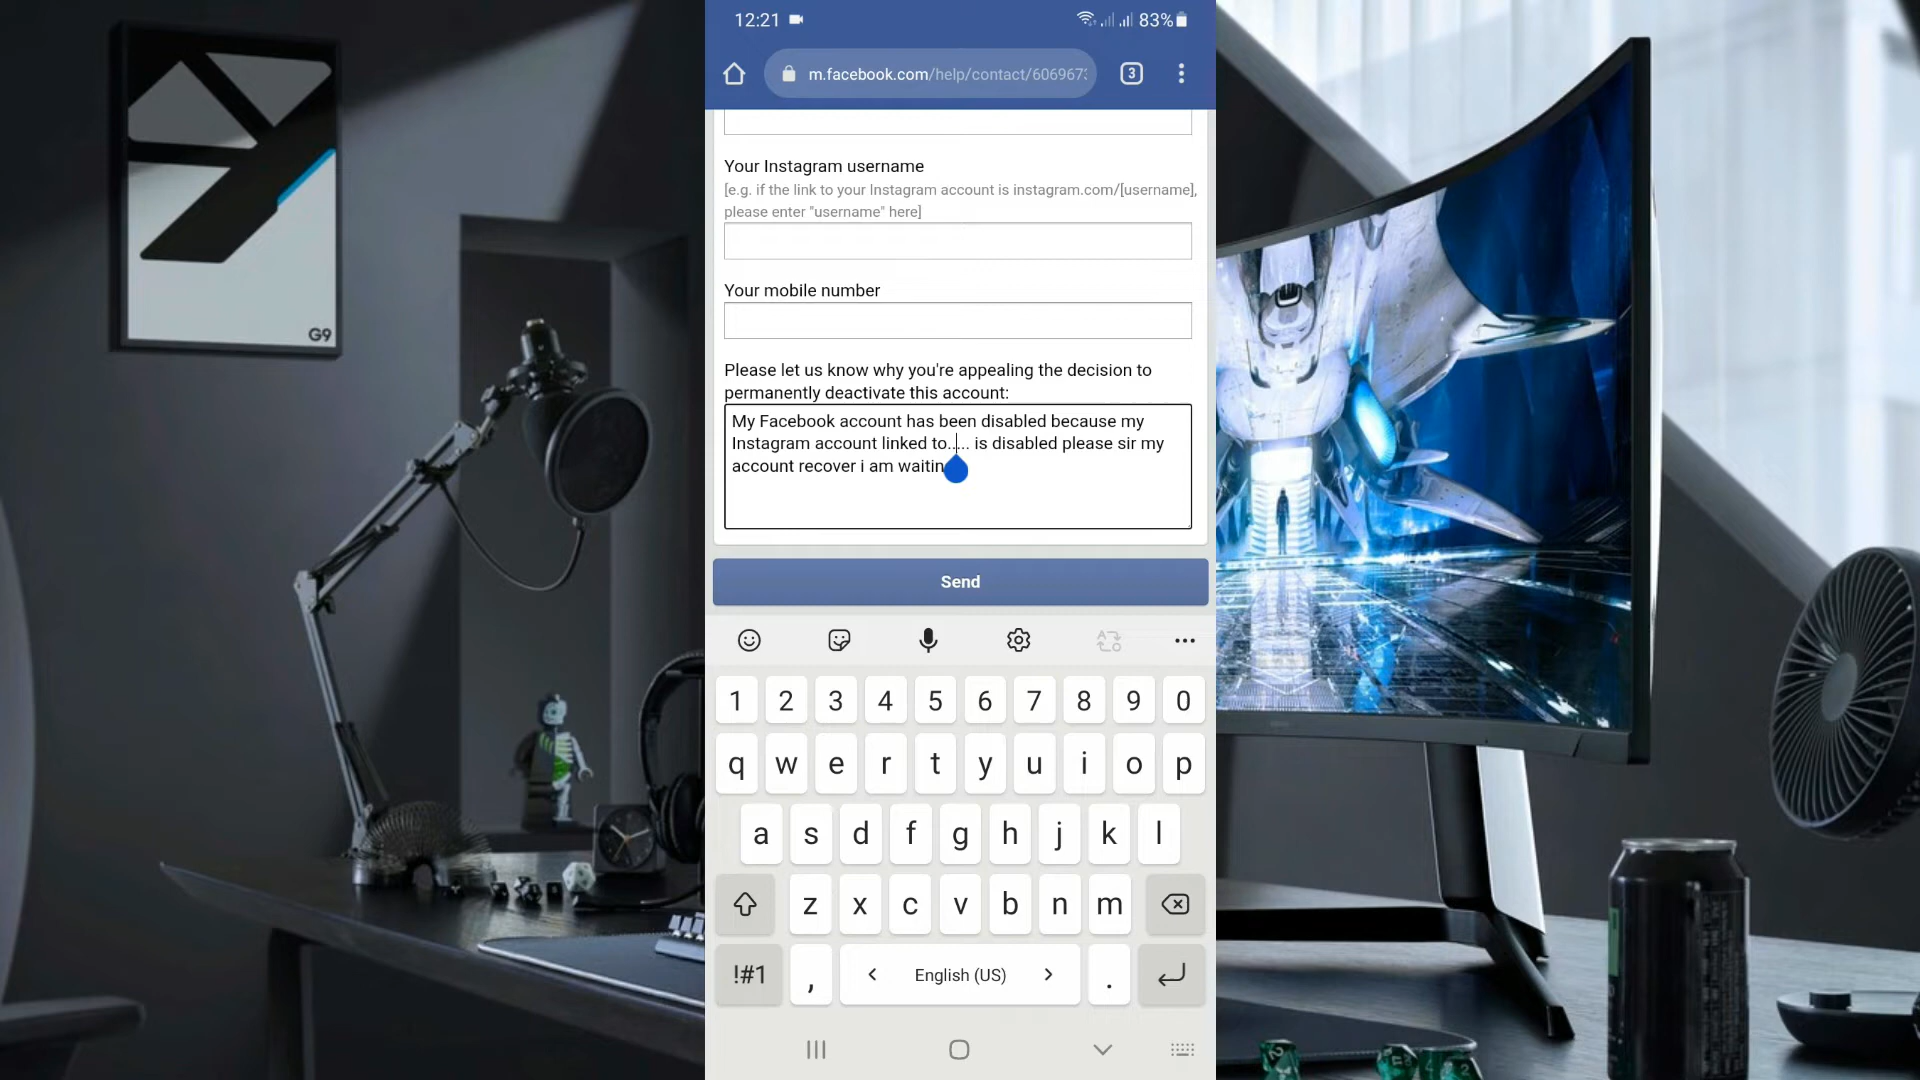 G9
12:21
83%
m.facebook.com/help/contact/606967:
3
Your Instagram username
[e.g. if the link to your Instagram account is instagram.com/[username],
please enter "username" here]
Your mobile number
Please let us know why you're appealing the decision to
permanently deactivate this account:
My Facebook account has been disabled because my
Instagram account linked to..... is disabled please sir my
account recover i am waitin
Send
1 2 3 4 5 6 7 8 9 0
q w e r t y u i o p
a s d f g h j k l
z x c v b n m
!#1 , < English (US) > .